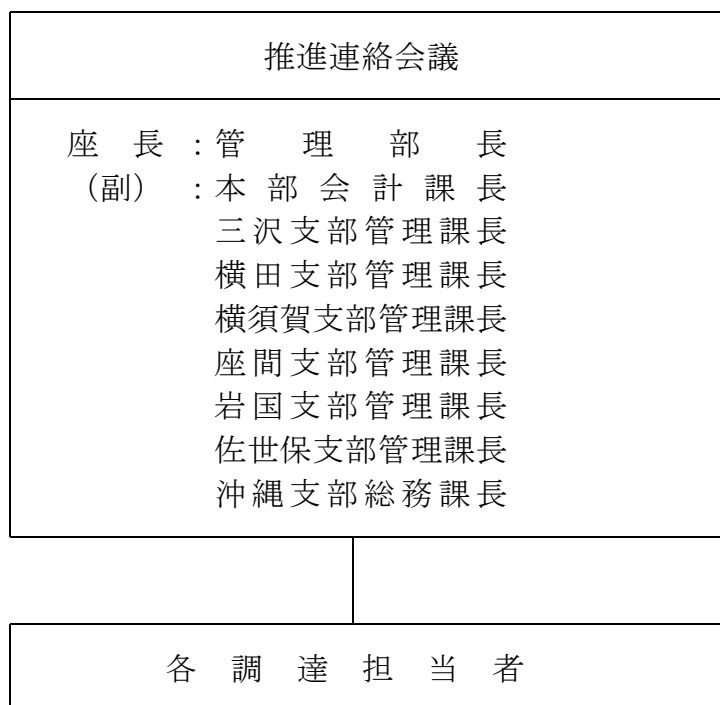 推進連絡会議
座長：管理部長
（副）：本部会計課長
三沢支部管理課長
横田支部管理課長
横須賀支部管理課長
座間支部管理課長
岩国支部管理課長
佐世保支部管理課長
沖縄支部総務課長
各調達担当者